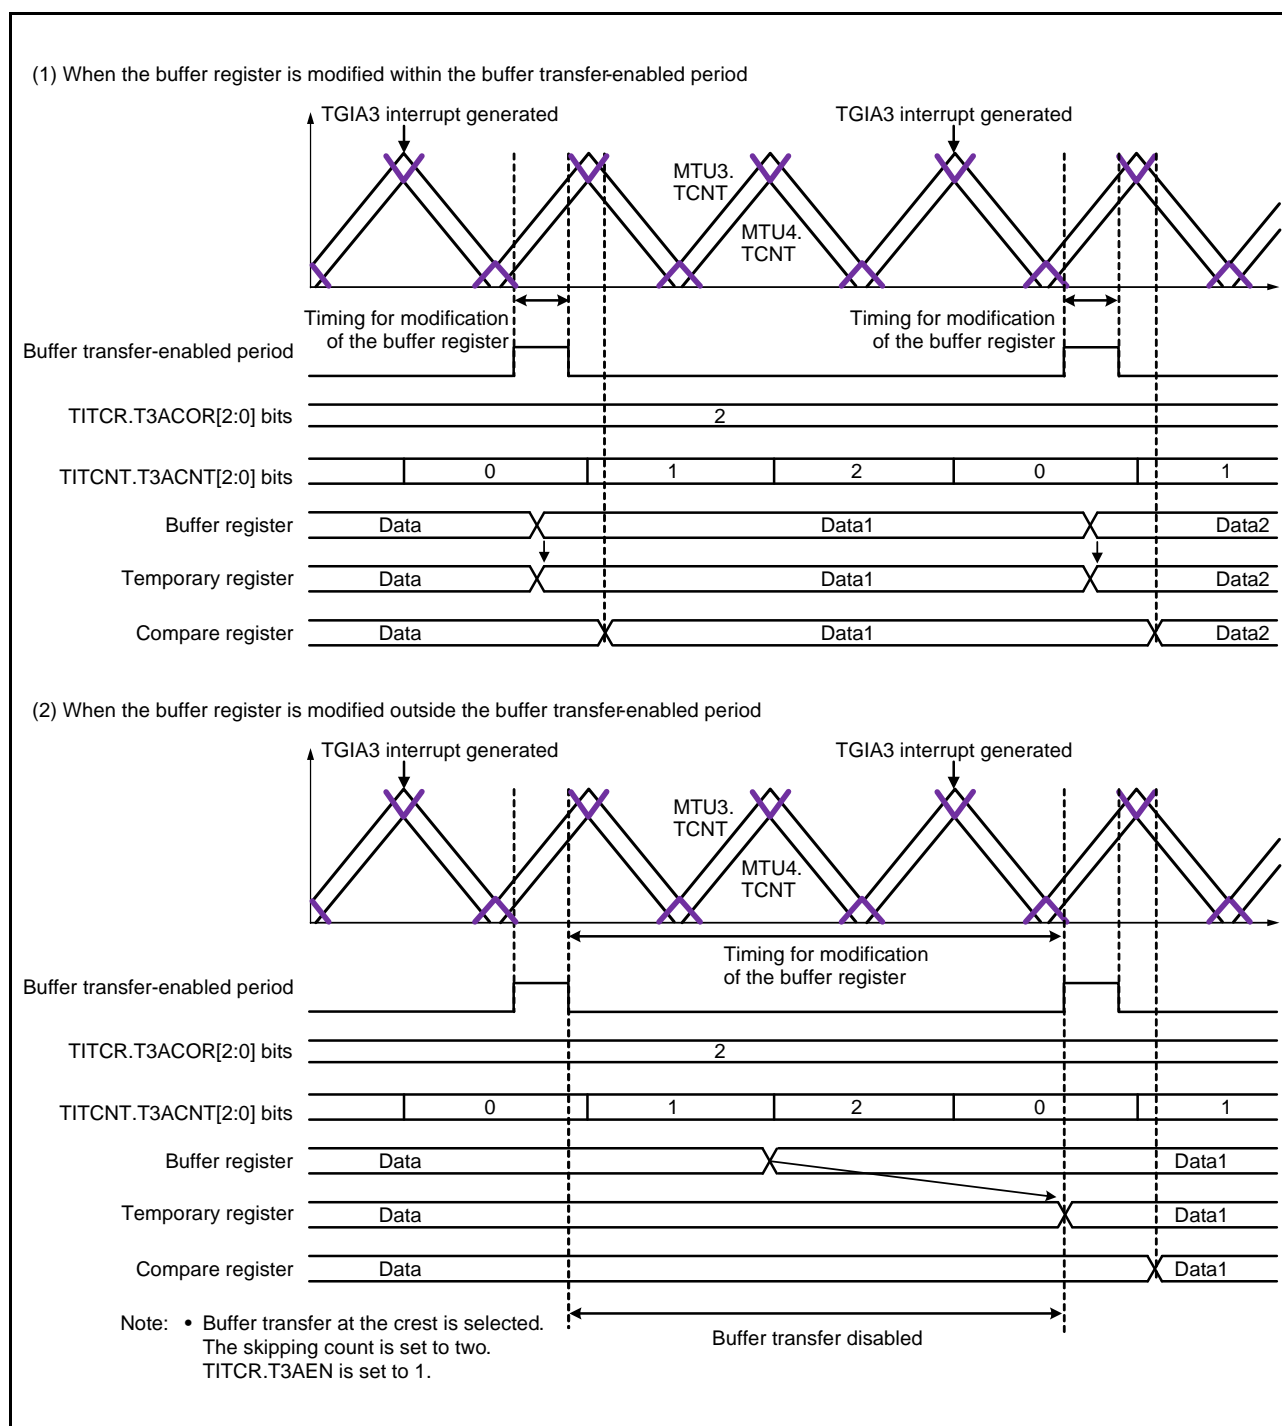 (1) When the buffer register is modified within the buffer transfer-enabled period
TGIA3 interrupt generated
TGIA3 interrupt generated
MTU3.
TCNT
MTU4.
TCNT
Timing for modification
of the buffer register
Timing for modification
of the buffer register
Buffer transfer-enabled period
TITCR.T3ACOR[2:0] bits
2
TITCNT.T3ACNT[2:0] bits
0
1
2
0
1
Buffer register
Data
Data1
Data2
Temporary register
Data
Data1
Data2
Compare register
Data
Data1
Data2
(2) When the buffer register is modified outside the buffer transfer-enabled period
TGIA3 interrupt generated
TGIA3 interrupt generated
MTU3.
TCNT
MTU4.
TCNT
Timing for modification
of the buffer register
Buffer transfer-enabled period
TITCR.T3ACOR[2:0] bits
2
TITCNT.T3ACNT[2:0] bits
0
1
2
0
1
Buffer register
Data
Data1
Temporary register
Data
Data1
Compare register
Data
Data1
Note: • Buffer transfer at the crest is selected.
The skipping count is set to two.
TITCR.T3AEN is set to 1.
Buffer transfer disabled